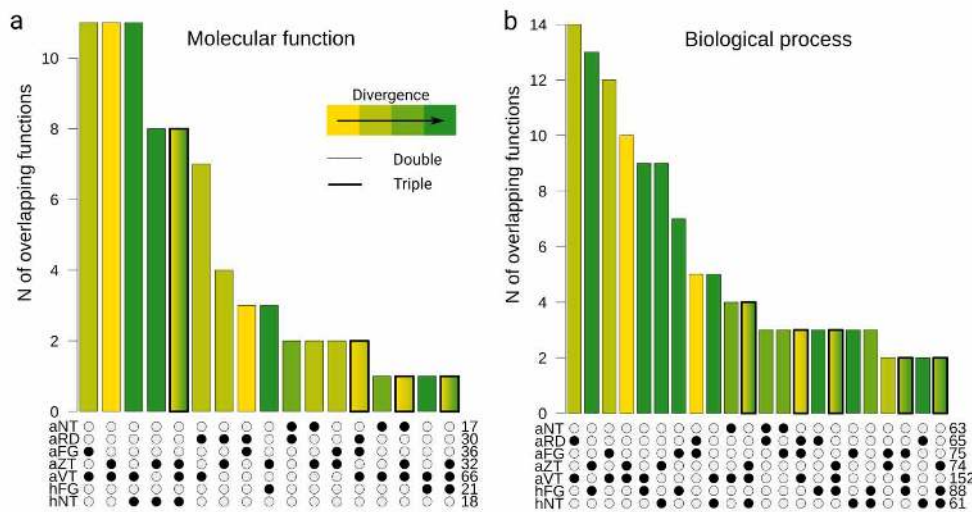 a
Molecular function
N of overlapping functions
10
8
6
4
2
0
Divergence
Double
Triple
aNT 17
aRD 30
aFG 36
aZT 32
aVT 66
hFG 21
hNT 18
b
Biological process
N of overlapping functions
14
12
10
8
6
4
2
0
aNT 63
aRD 65
aFG 75
aZT 74
aVT 152
hFG 88
hNT 61